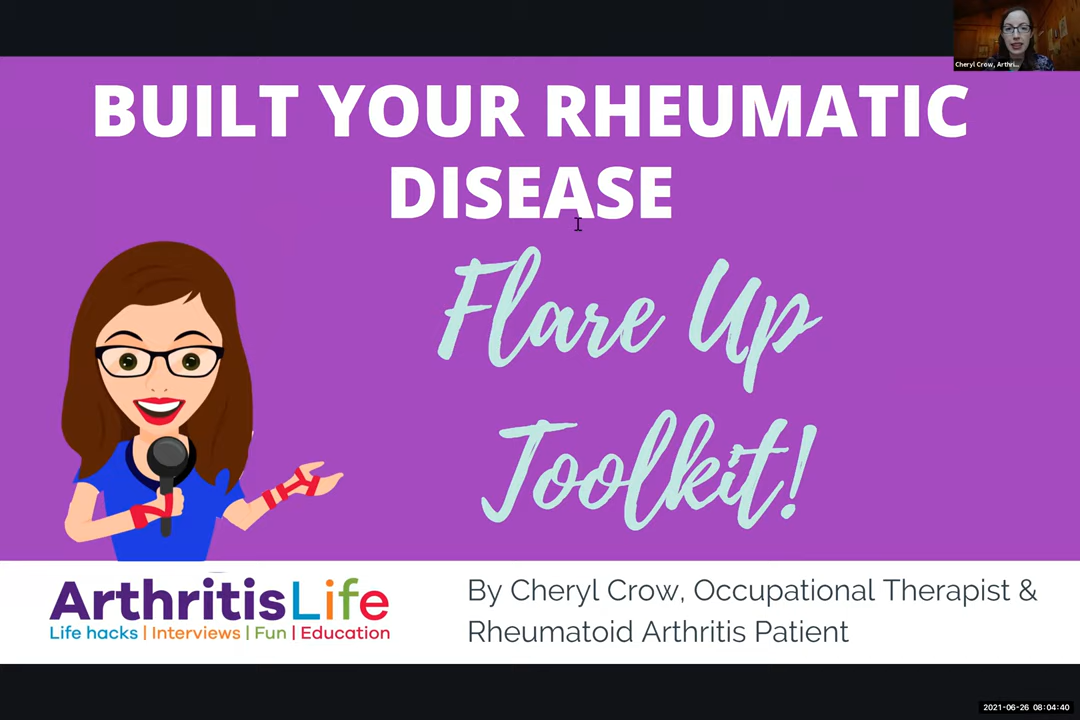 Cheryl Crow, Arthri...
BUILT YOUR RHEUMATIC
DISEASE
Flare Up
Toolkit!
ArthritisLife
Life hacks | Interviews | Fun | Education
By Cheryl Crow, Occupational Therapist &
Rheumatoid Arthritis Patient
2021-06-26 08:04:40